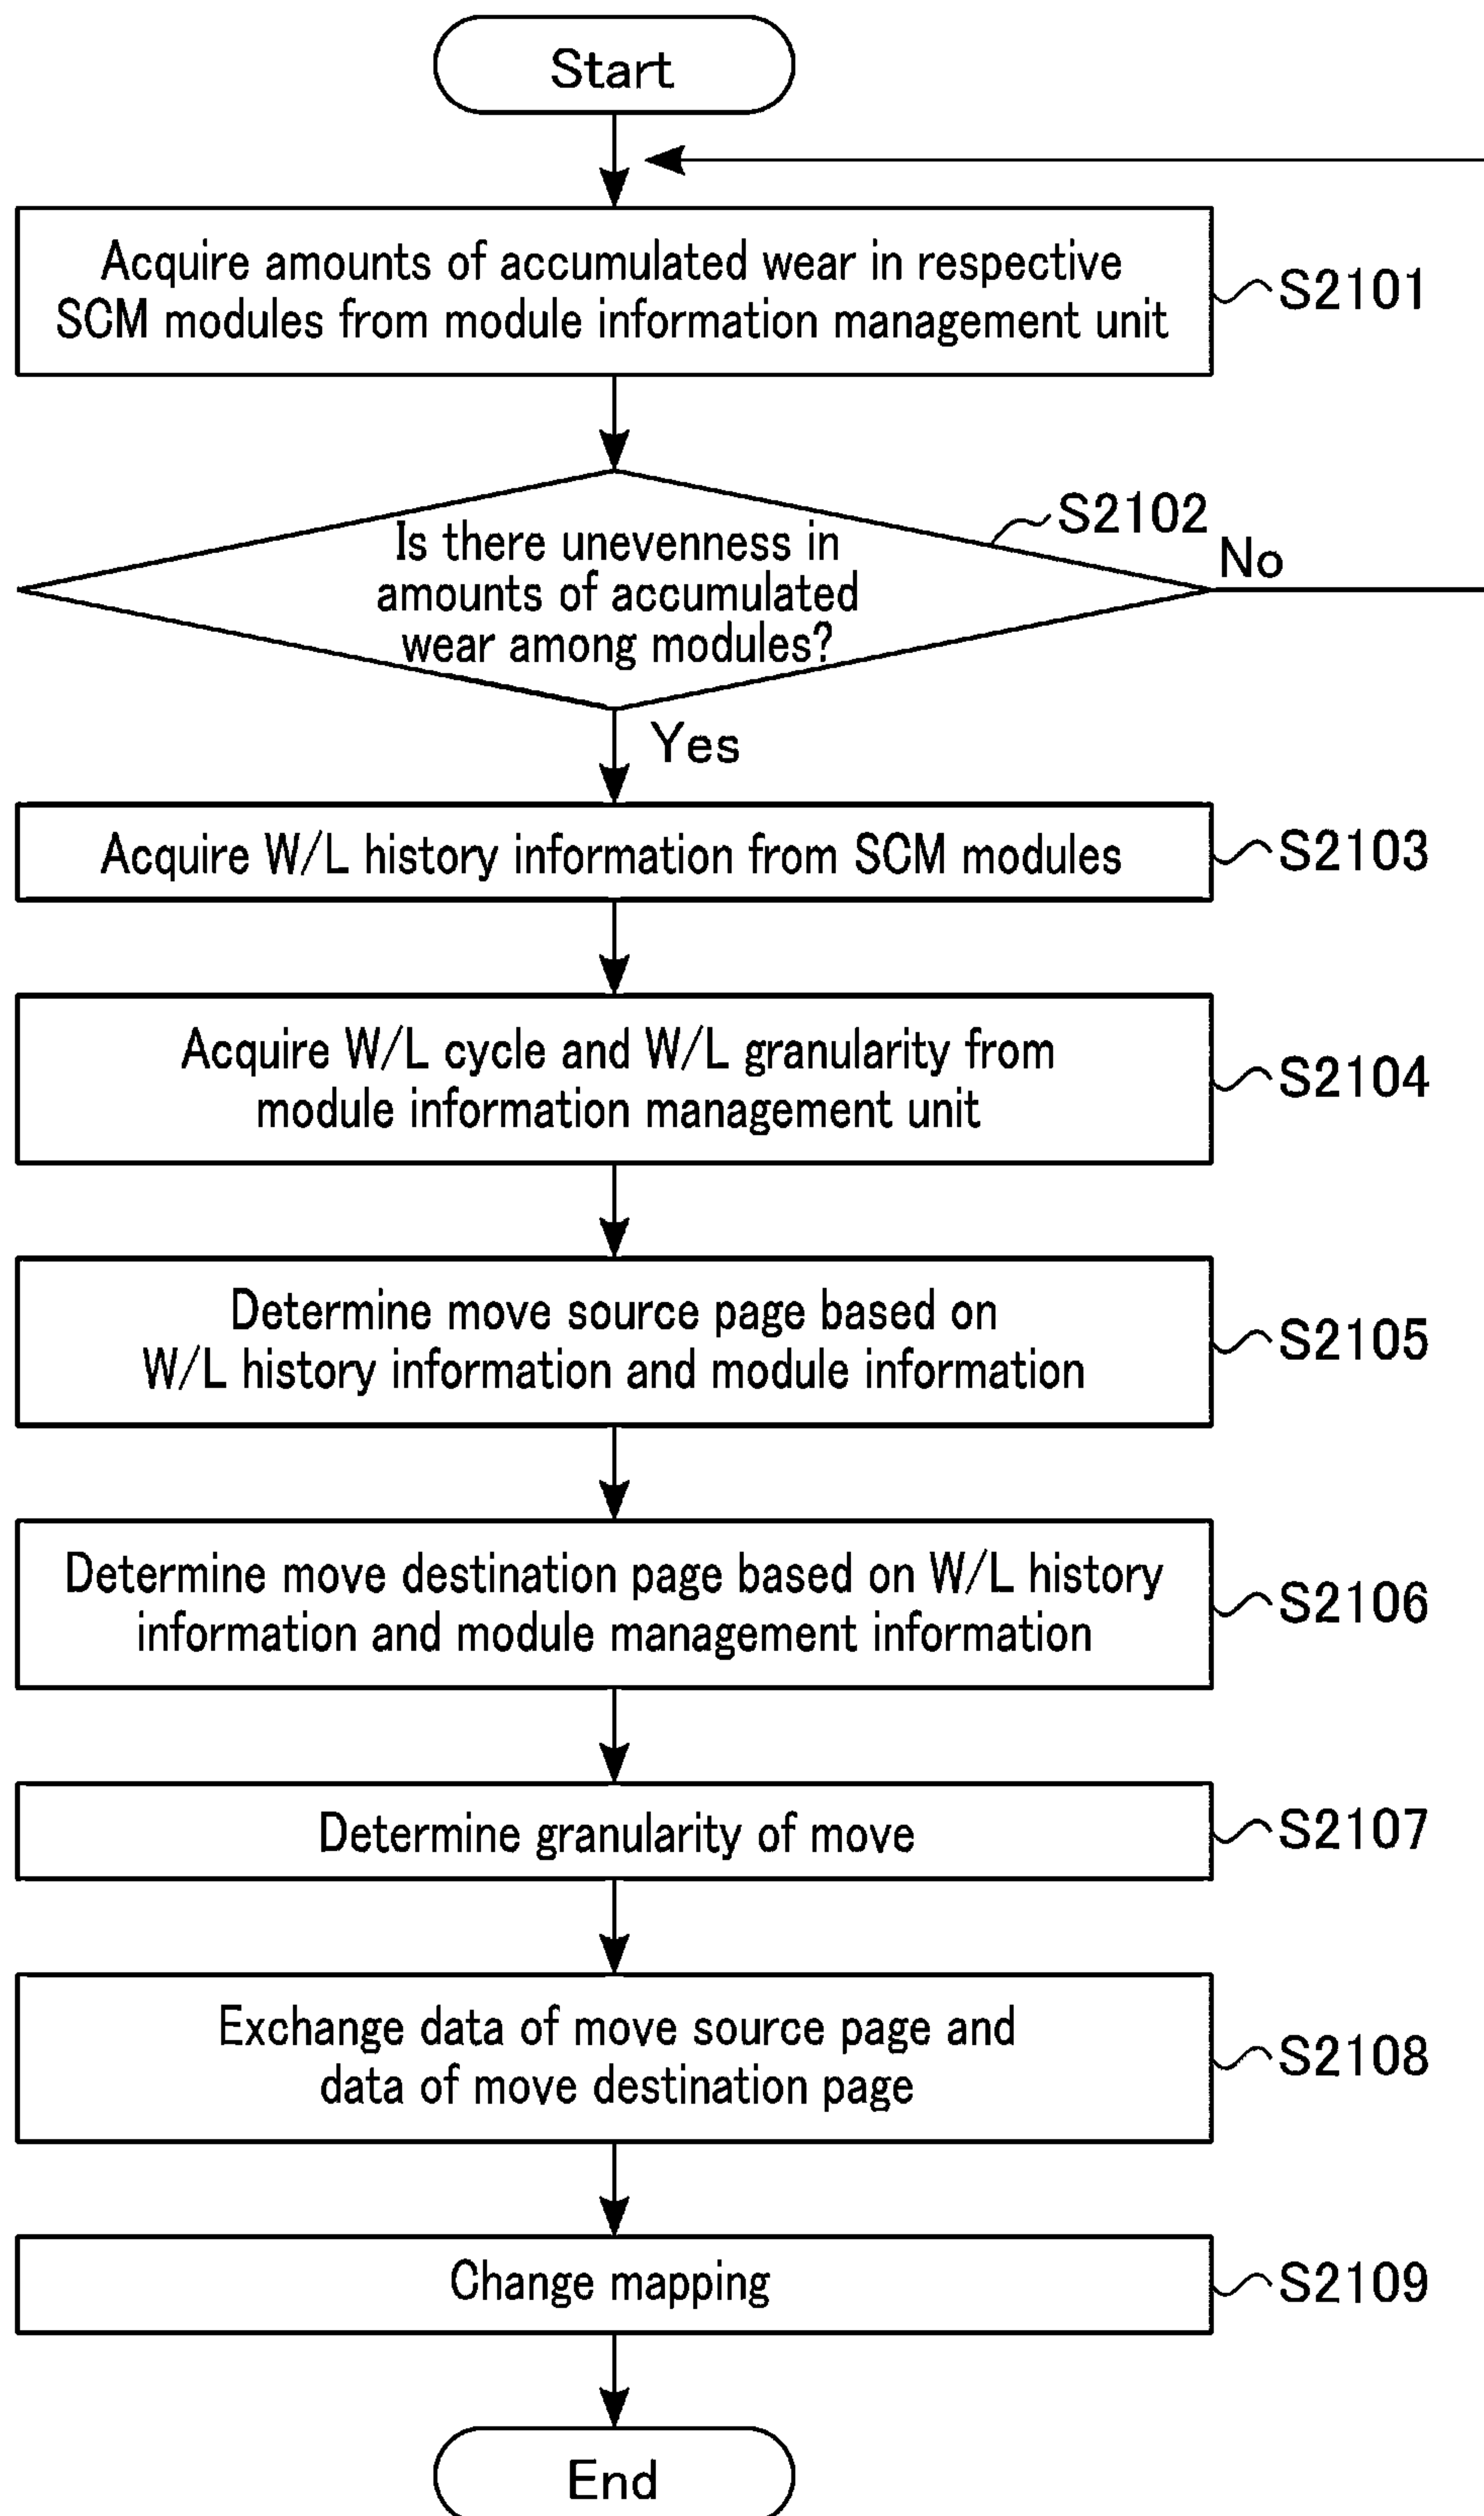 Start
Acquire amounts of accumulated wear in respective
SCM modules from module information management unit
S2101
S2102
Is there unevenness in
amounts of accumulated
wear among modules?
No
Yes
Acquire W/L history information from SCM modules
S2103
Acquire W/L cycle and W/L granularity from
module information management unit
S2104
Determine move source page based on
W/L history information and module information
S2105
Determine move destination page based on W/L history
information and module management information
S2106
Determine granularity of move
S2107
Exchange data of move source page and
data of move destination page
S2108
Change mapping
S2109
End